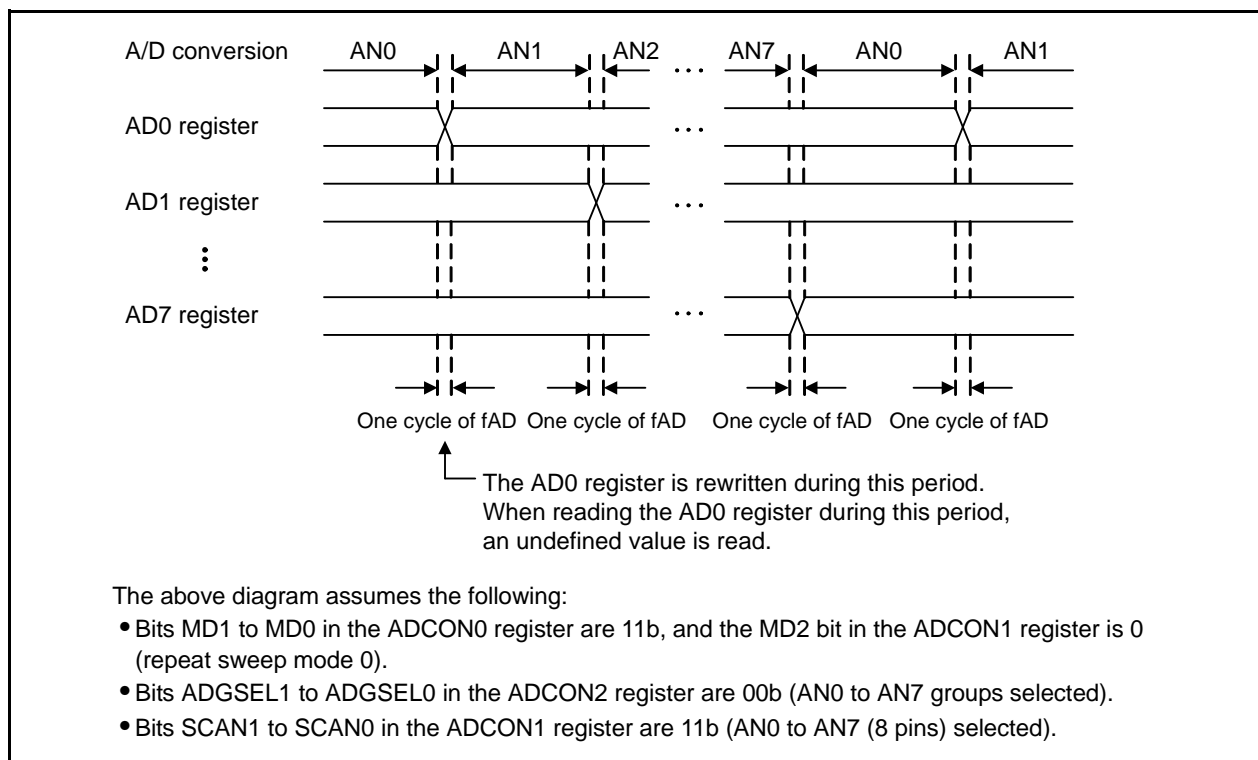 A/D conversion AN0 AN1 AN2 ... AN7 AN0 AN1
AD0 register ...
AD1 register ...
⋮
AD7 register ...
One cycle of fAD One cycle of fAD One cycle of fAD One cycle of fAD
The AD0 register is rewritten during this period.
When reading the AD0 register during this period,
an undefined value is read.
The above diagram assumes the following:
• Bits MD1 to MD0 in the ADCON0 register are 11b, and the MD2 bit in the ADCON1 register is 0
(repeat sweep mode 0).
• Bits ADGSEL1 to ADGSEL0 in the ADCON2 register are 00b (AN0 to AN7 groups selected).
• Bits SCAN1 to SCAN0 in the ADCON1 register are 11b (AN0 to AN7 (8 pins) selected).